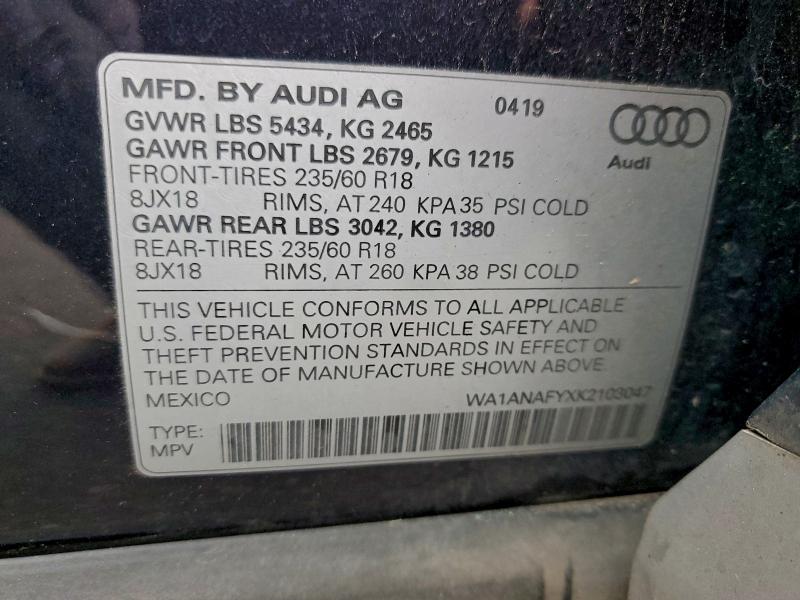 MFD. BY AUDI AG 0419
GVWR LBS 5434, KG 2465
GAWR FRONT LBS 2679, KG 1215
Audi
FRONT-TIRES 235/60 R18
8JX18 RIMS, AT 240 KPA 35 PSI COLD
GAWR REAR LBS 3042, KG 1380
REAR-TIRES 235/60 R18
8JX18 RIMS, AT 260 KPA 38 PSI COLD
THIS VEHICLE CONFORMS TO ALL APPLICABLE
U.S. FEDERAL MOTOR VEHICLE SAFETY AND
THEFT PREVENTION STANDARDS IN EFFECT ON
THE DATE OF MANUFACTURE SHOWN ABOVE.
MEXICO WA1ANAFYXK2103047
TYPE:
MPV